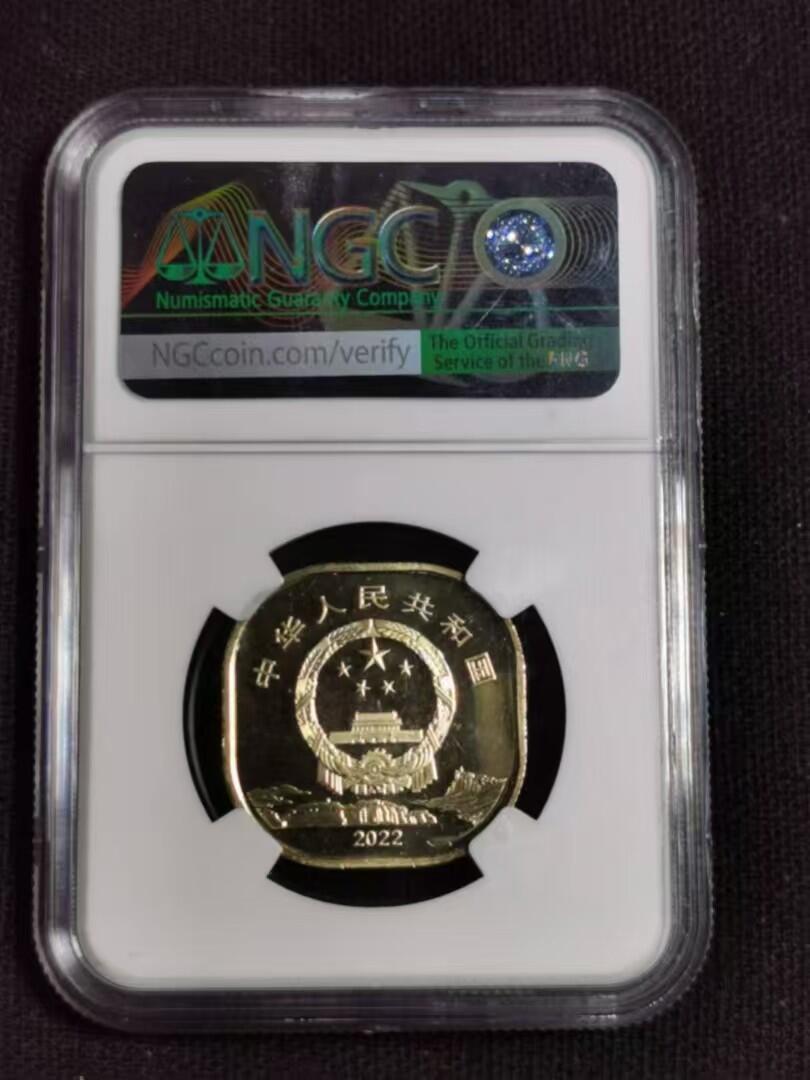 NGC
Numismatic Guaranty Company
NGCcoin.com/verify
The Official Grading
Service of the ANG
中华人民共和国
2022